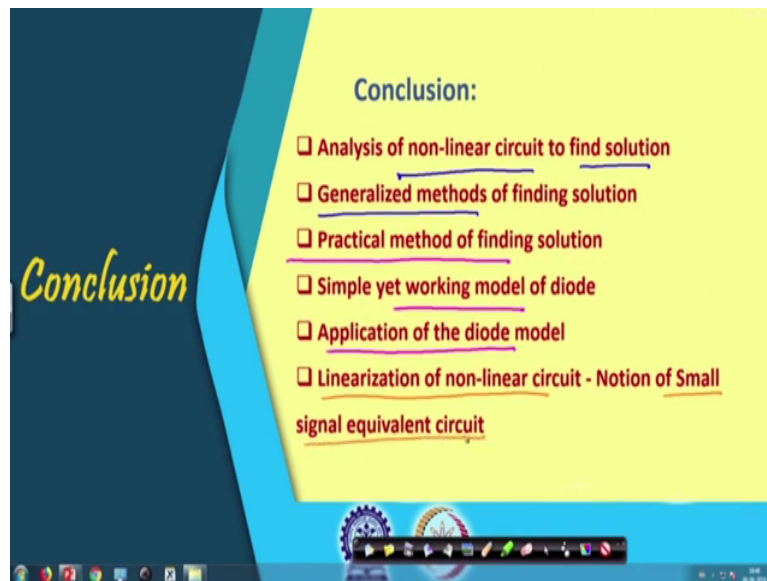 Conclusion:
❑ Analysis of non-linear circuit to find solution
❑ Generalized methods of finding solution
❑ Practical method of finding solution
❑ Simple yet working model of diode
❑ Application of the diode model
❑ Linearization of non-linear circuit - Notion of Small
signal equivalent circuit
Conclusion